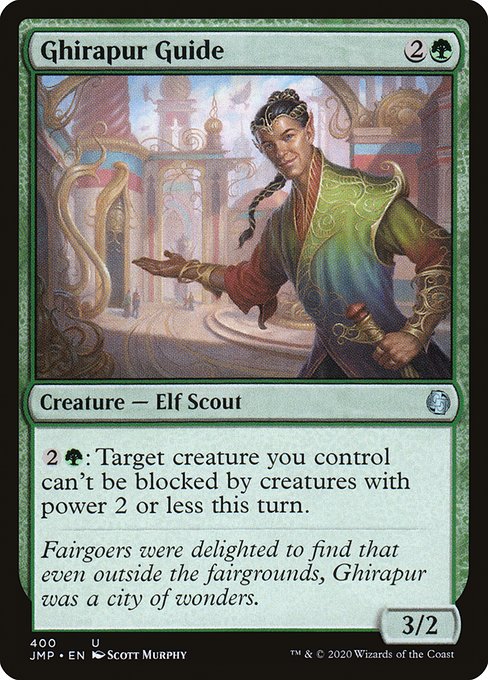 Ghirapur Guide 2
Creature — Elf Scout
2 : Target creature you control
can't be blocked by creatures with
power 2 or less this turn.
Fairgoers were delighted to find that
even outside the fairgrounds, Ghirapur
was a city of wonders.
3/2
400 U
JMP • EN Scott Murphy
™ & © 2020 Wizards of the Coast